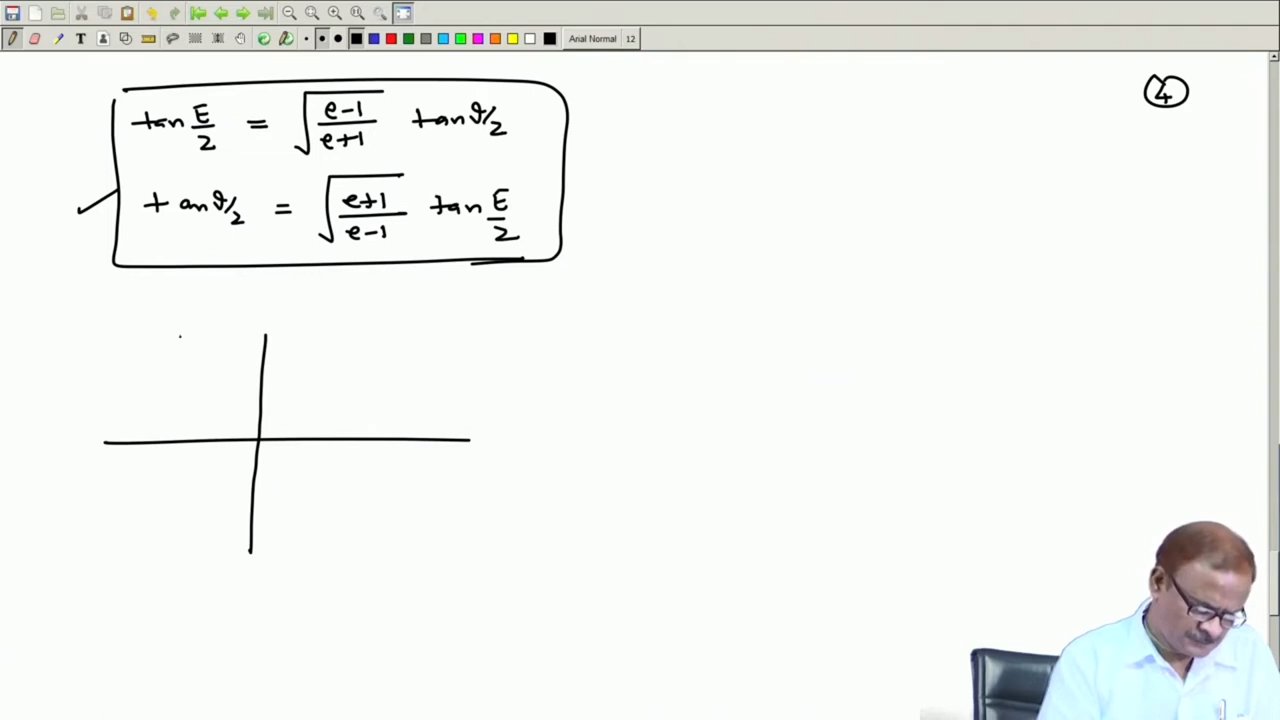 Arial Normal 12
④
tan E/2 = √((e-1)/(e+1)) tan ϑ/2
tan ϑ/2 = √((e+1)/(e-1)) tan E/2